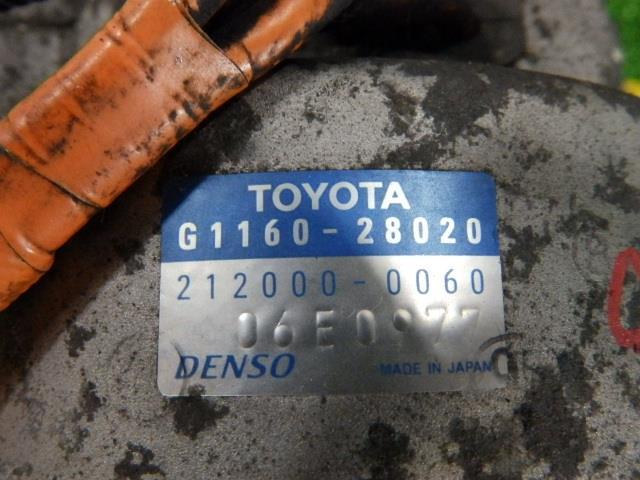 TOYOTA
G1160-28020
212000-0060
06E0977
DENSO
MADE IN JAPAN